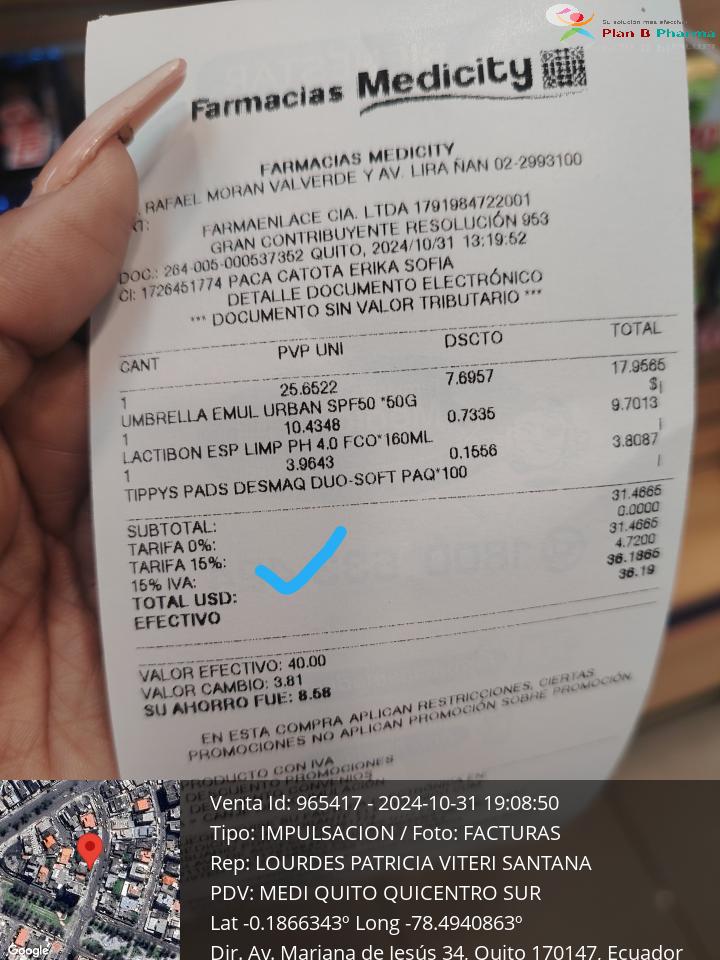 Su solución más efectiva
Plan B Pharma
Farmacias Medicity
FARMACIAS MEDICITY
RAFAEL MORAN VALVERDE Y AV. LIRA ÑAN 02-2993100
FARMAENLACE CIA. LTDA 1791984722001
GRAN CONTRIBUYENTE RESOLUCIÓN 953
DOC.: 264-005-000537352 QUITO, 2024/10/31 13:19:52
CI: 1726451774 PACA CATOTA ERIKA SOFIA
DETALLE DOCUMENTO ELECTRÓNICO
*** DOCUMENTO SIN VALOR TRIBUTARIO ***
CANT PVP UNI DSCTO TOTAL
1 25.6522 7.6957 17.9565
UMBRELLA EMUL URBAN SPF50 *50G $|
1 10.4348 0.7335 9.7013
LACTIBON ESP LIMP PH 4.0 FCO*160ML |
1 3.9643 0.1556 3.8087
TIPPYS PADS DESMAQ DUO-SOFT PAQ*100 |
SUBTOTAL: 31.4665
TARIFA 0%: 0.0000
TARIFA 15%: 31.4665
15% IVA: 4.7200
TOTAL USD: 36.1865
EFECTIVO 36.19
VALOR EFECTIVO: 40.00
VALOR CAMBIO: 3.81
SU AHORRO FUE: 8.58
EN ESTA COMPRA APLICAN RESTRICCIONES, CIERTAS
PROMOCIONES NO APLICAN PROMOCIÓN SOBRE PROMOCIÓN.
PRODUCTO CON IVA
DESCUENTO PROMOCIONES
Venta Id: 965417 - 2024-10-31 19:08:50
Tipo: IMPULSACION / Foto: FACTURAS
Rep: LOURDES PATRICIA VITERI SANTANA
PDV: MEDI QUITO QUICENTRO SUR
Lat -0.1866343º Long -78.4940863º
Dir. Av. Mariana de Jesús 34, Quito 170147, Ecuador
Google